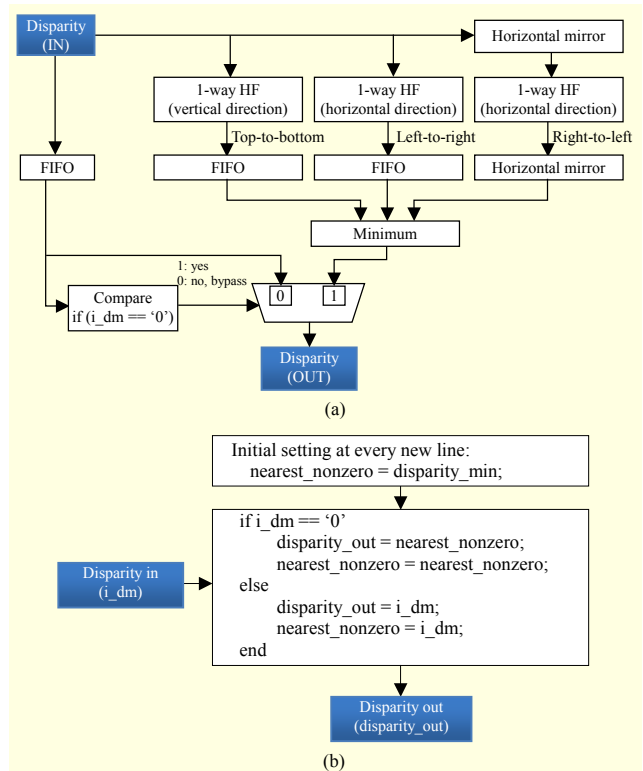 Disparity
(IN)
Horizontal mirror
1-way HF
(vertical direction)
1-way HF
(horizontal direction)
1-way HF
(horizontal direction)
Top-to-bottom
Left-to-right
Right-to-left
FIFO
FIFO
FIFO
Horizontal mirror
Minimum
1: yes
0: no, bypass
Compare
if (i_dm == ‘0’)
0
1
Disparity
(OUT)
(a)
Initial setting at every new line:
nearest_nonzero = disparity_min;
if i_dm == ‘0’
disparity_out = nearest_nonzero;
nearest_nonzero = nearest_nonzero;
else
disparity_out = i_dm;
nearest_nonzero = i_dm;
end
Disparity in
(i_dm)
Disparity out
(disparity_out)
(b)